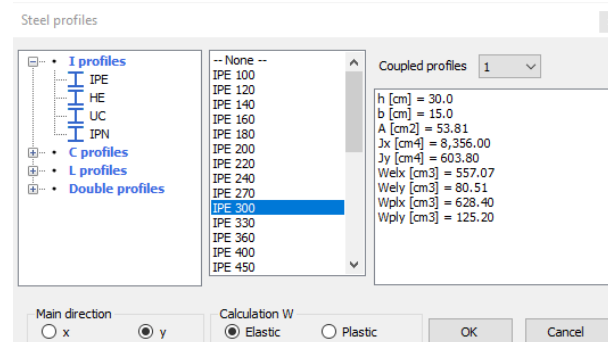 Steel profiles
I profiles
IPE
HE
UC
IPN
C profiles
L profiles
Double profiles
-- None --
IPE 100
IPE 120
IPE 140
IPE 160
IPE 180
IPE 200
IPE 220
IPE 240
IPE 270
IPE 300
IPE 330
IPE 360
IPE 400
IPE 450
Coupled profiles 1
h [cm] = 30.0
b [cm] = 15.0
A [cm2] = 53.81
Jx [cm4] = 8,356.00
Jy [cm4] = 603.80
Welx [cm3] = 557.07
Wely [cm3] = 80.51
Wplx [cm3] = 628.40
Wply [cm3] = 125.20
Main direction
x y
Calculation W
Elastic Plastic
OK Cancel